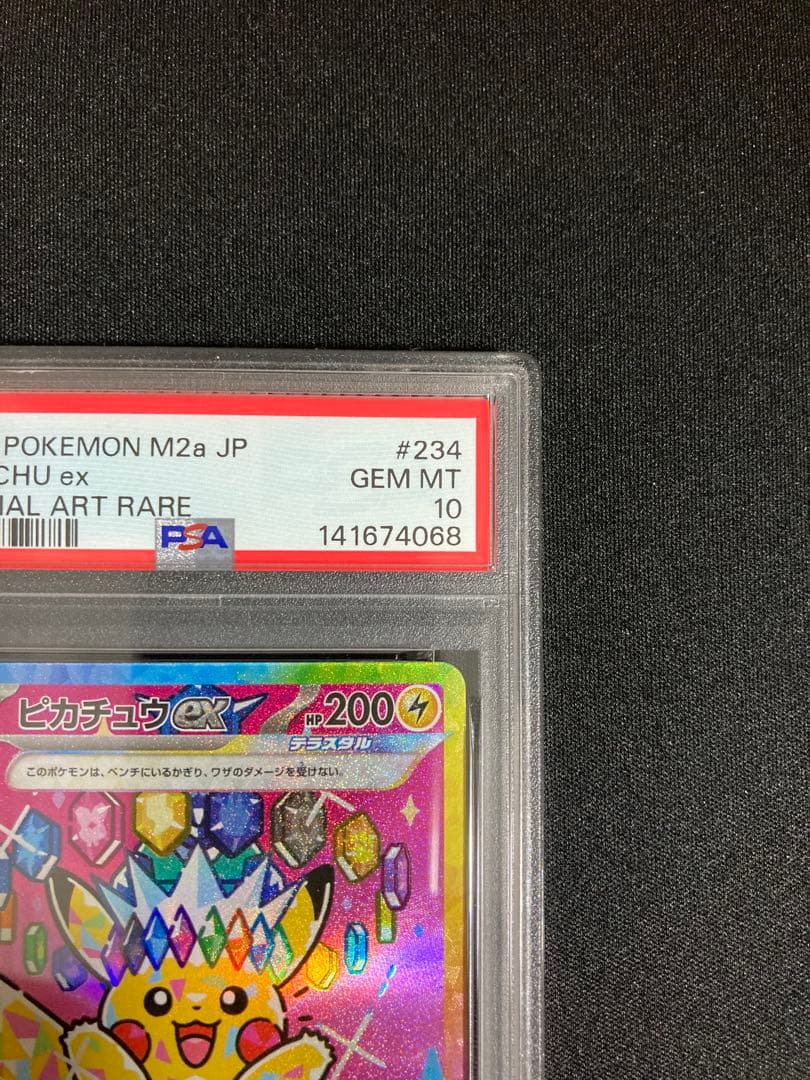 POKEMON M2a JP #234
CHU ex GEM MT
IAL ART RARE 10
PSA 141674068
ピカチュウex HP200
テラスタル
このポケモンは、ベンチにいるかぎり、ワザのダメージを受けない。